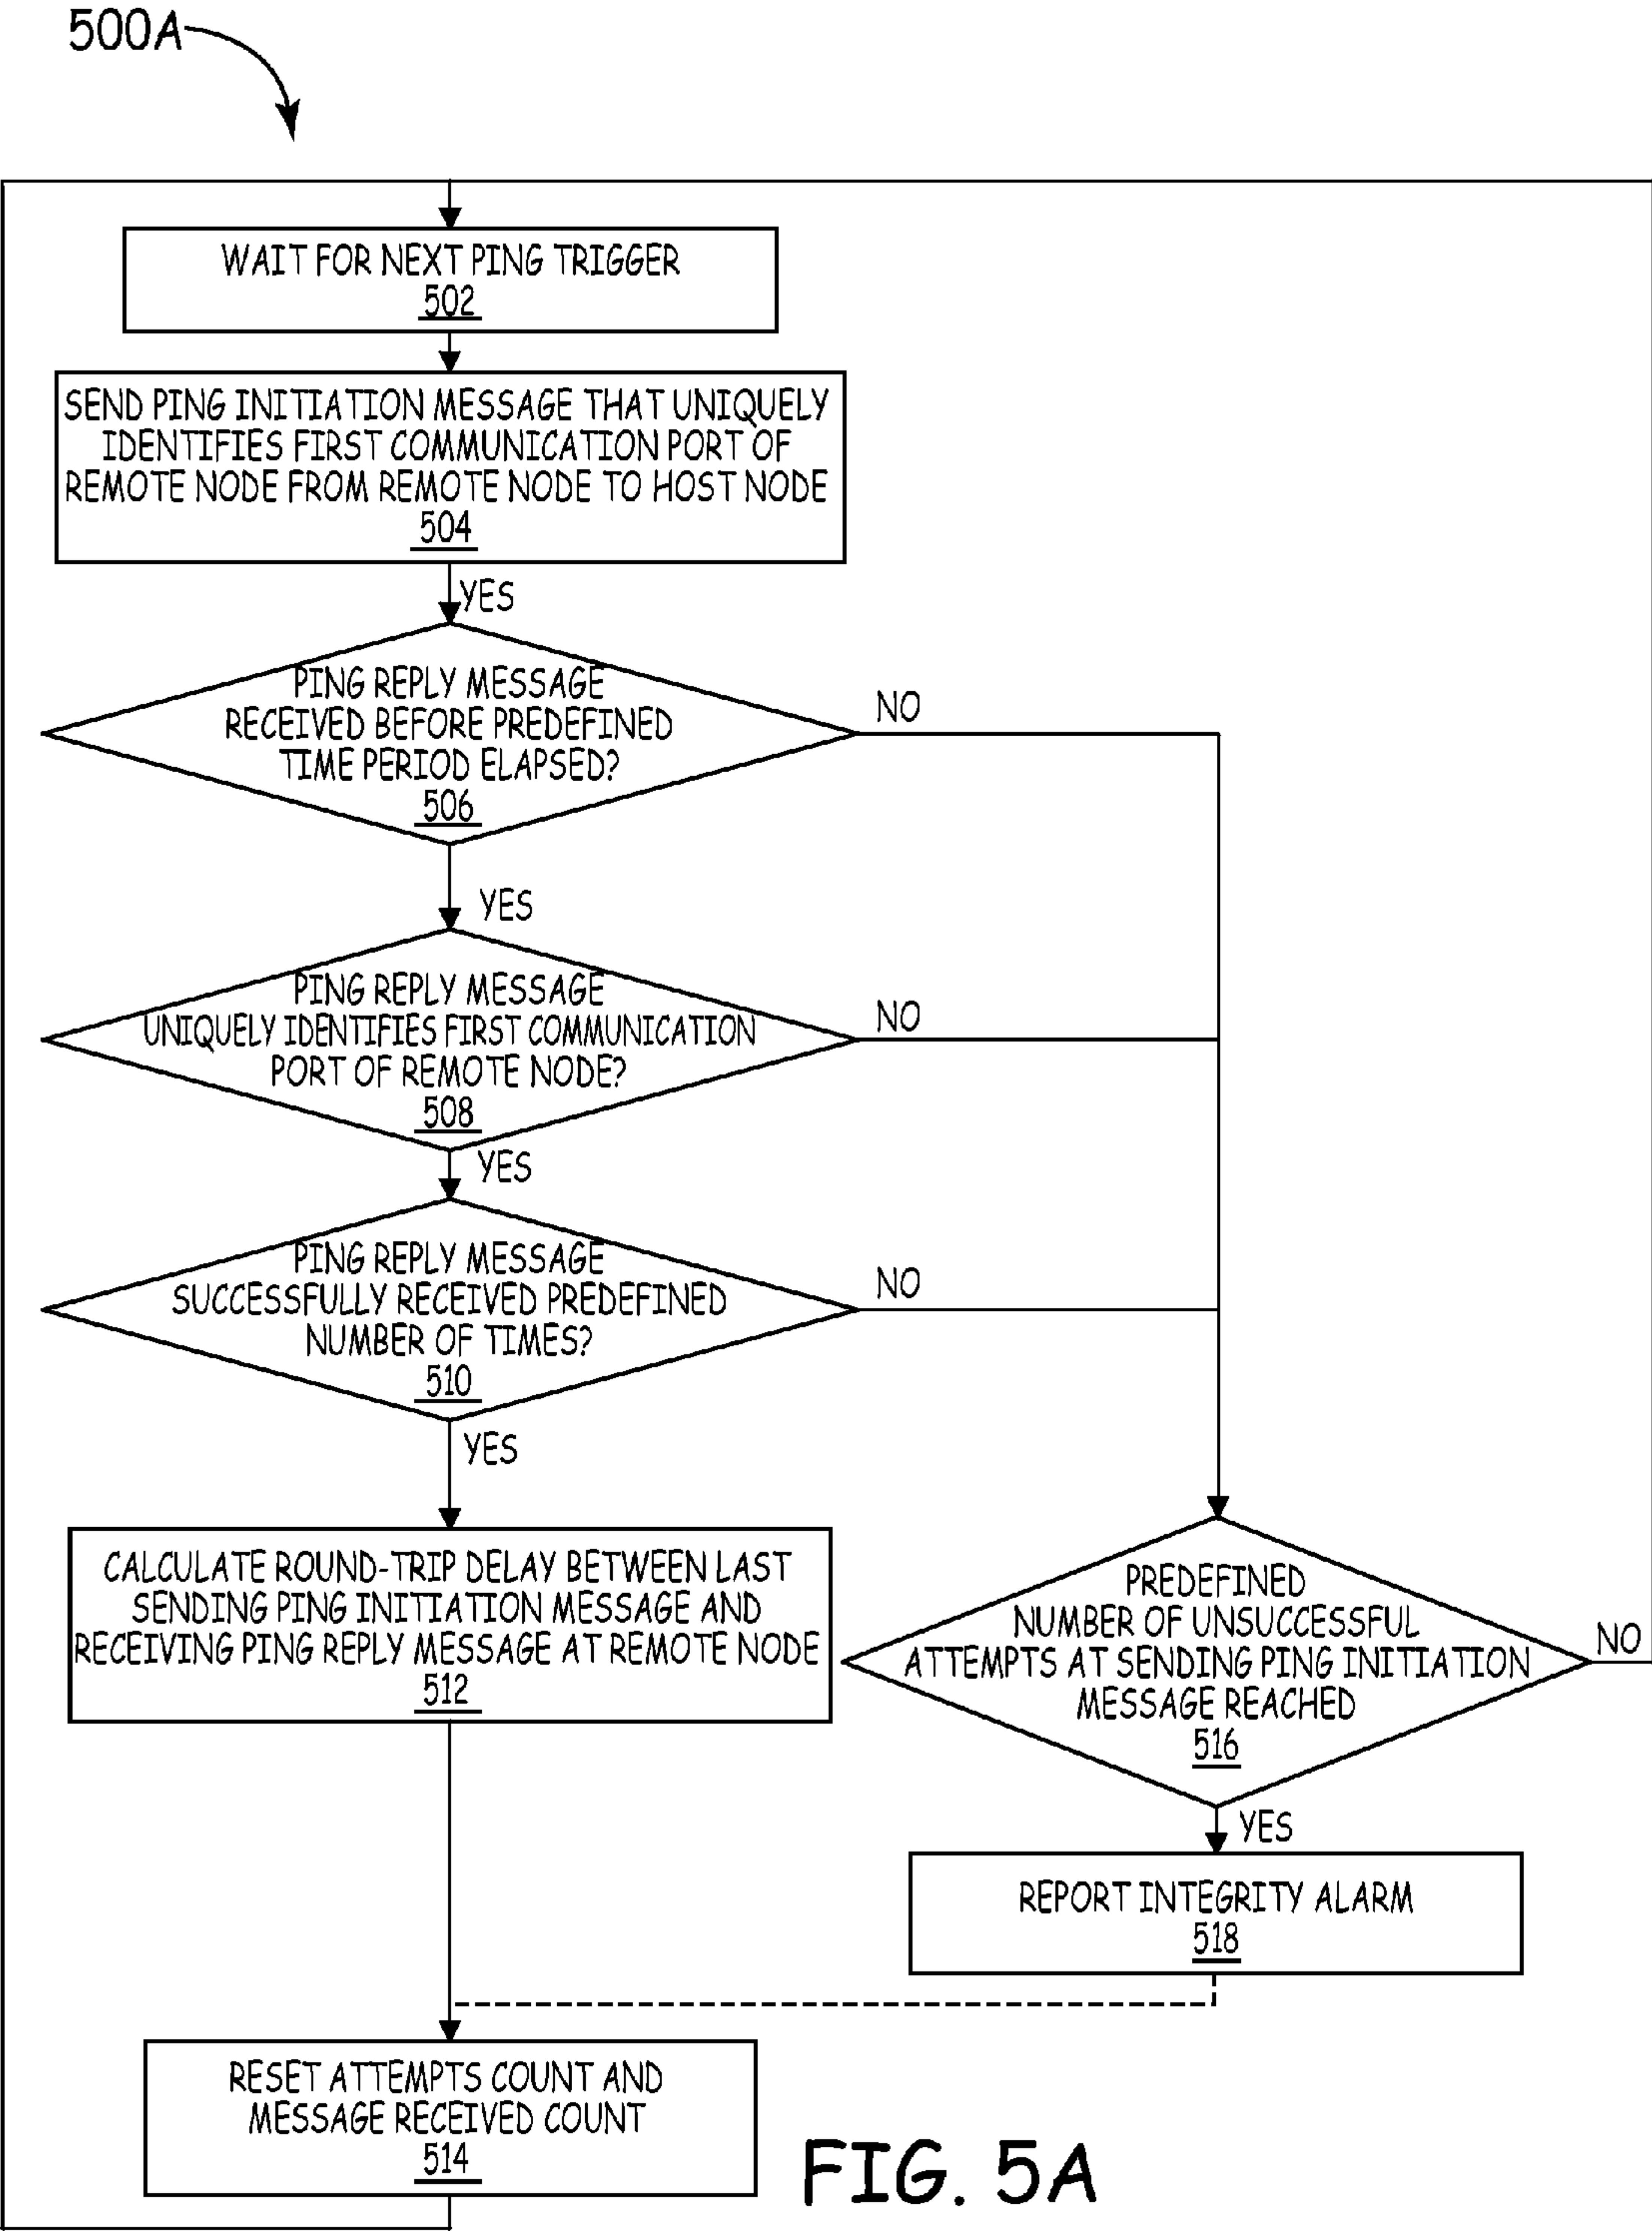 500A
WAIT FOR NEXT PING TRIGGER
502
SEND PING INITIATION MESSAGE THAT UNIQUELY
IDENTIFIES FIRST COMMUNICATION PORT OF
REMOTE NODE FROM REMOTE NODE TO HOST NODE
504
YES
PING REPLY MESSAGE
RECEIVED BEFORE PREDEFINED
TIME PERIOD ELAPSED?
506
NO
YES
PING REPLY MESSAGE
UNIQUELY IDENTIFIES FIRST COMMUNICATION
PORT OF REMOTE NODE?
508
NO
YES
PING REPLY MESSAGE
SUCCESSFULLY RECEIVED PREDEFINED
NUMBER OF TIMES?
510
NO
YES
CALCULATE ROUND-TRIP DELAY BETWEEN LAST
SENDING PING INITIATION MESSAGE AND
RECEIVING PING REPLY MESSAGE AT REMOTE NODE
512
PREDEFINED
NUMBER OF UNSUCCESSFUL
ATTEMPTS AT SENDING PING INITIATION
MESSAGE REACHED
516
NO
YES
REPORT INTEGRITY ALARM
518
RESET ATTEMPTS COUNT AND
MESSAGE RECEIVED COUNT
514
FIG. 5A